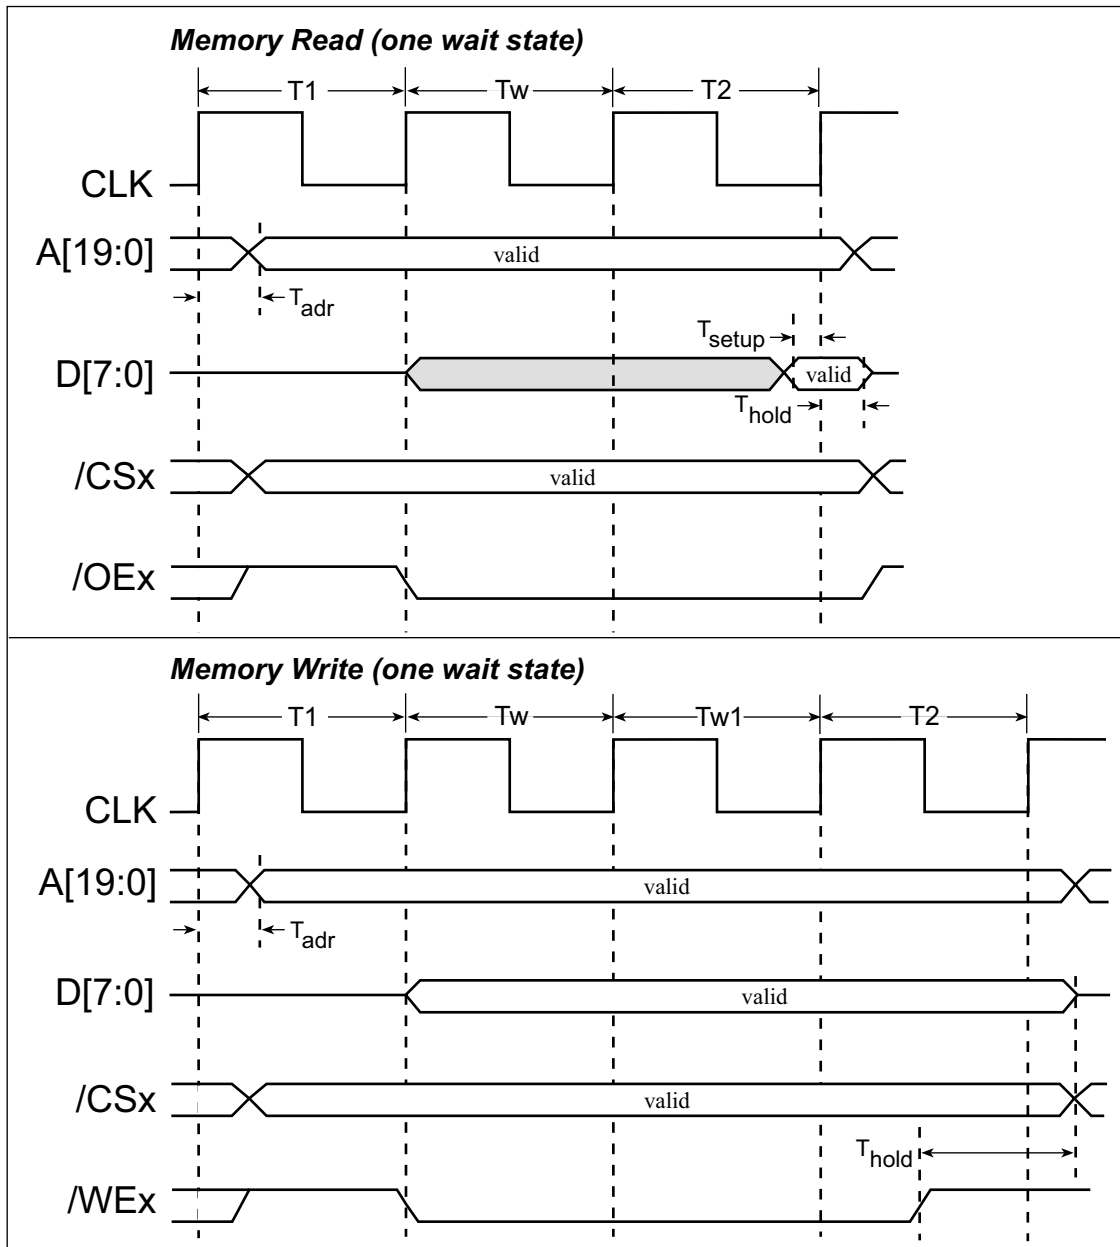 Memory Read (one wait state)
T1 Tw T2
CLK
A[19:0] valid
Tadr
Tsetup
D[7:0] valid
Thold
/CSx valid
/OEx
Memory Write (one wait state)
T1 Tw Tw1 T2
CLK
A[19:0] valid
Tadr
D[7:0] valid
/CSx valid
Thold
/WEx